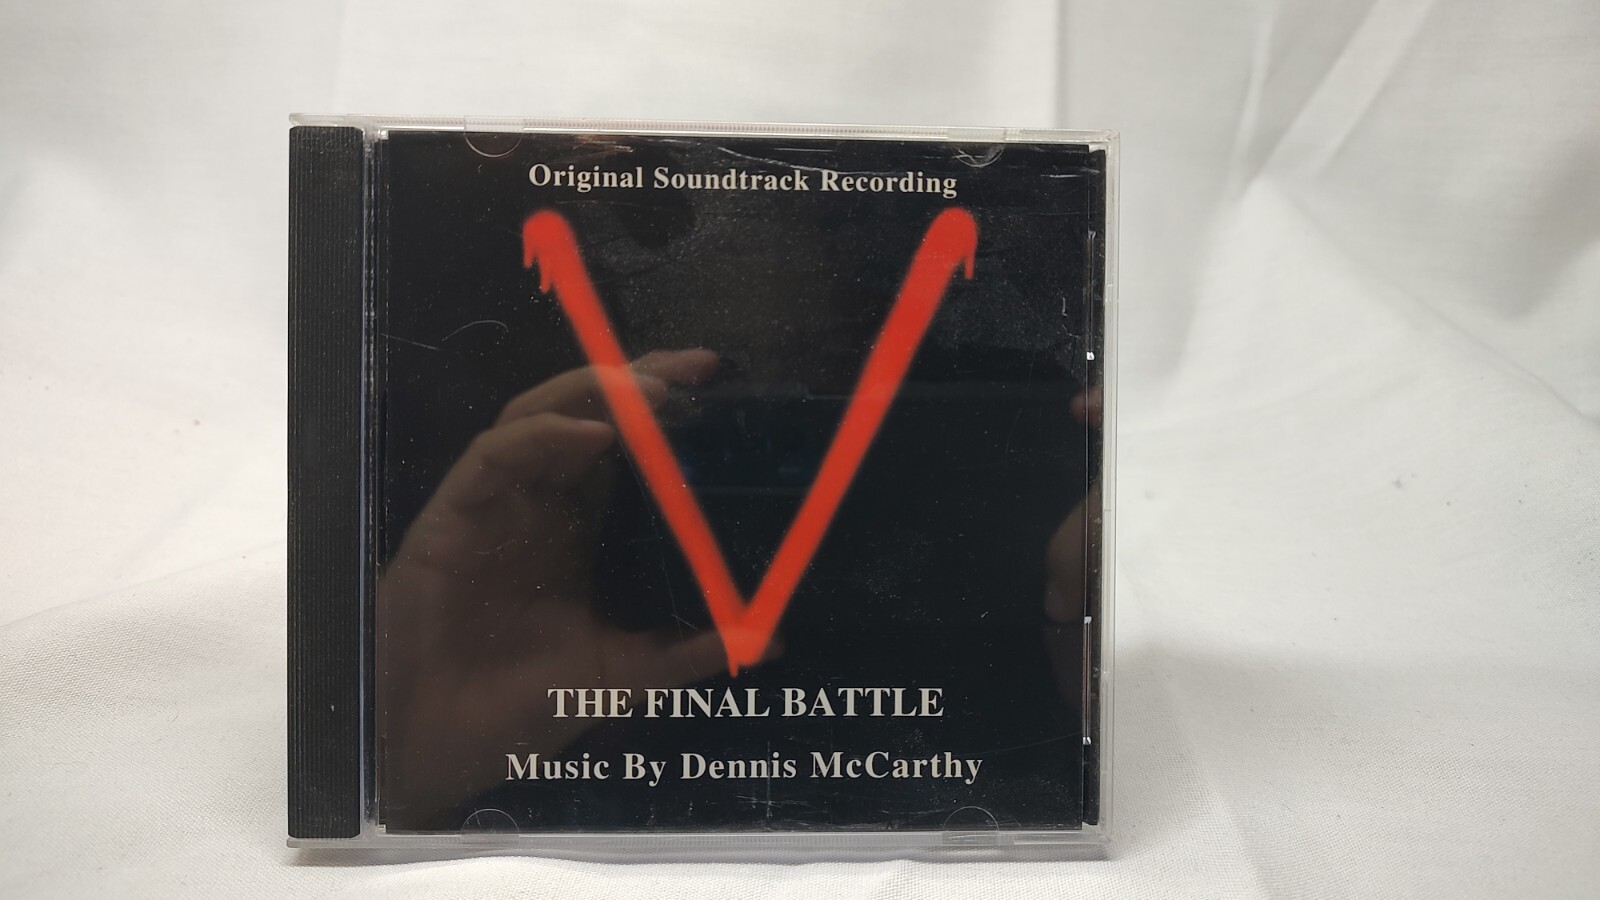 Original Soundtrack Recording
V
THE FINAL BATTLE
Music By Dennis McCarthy